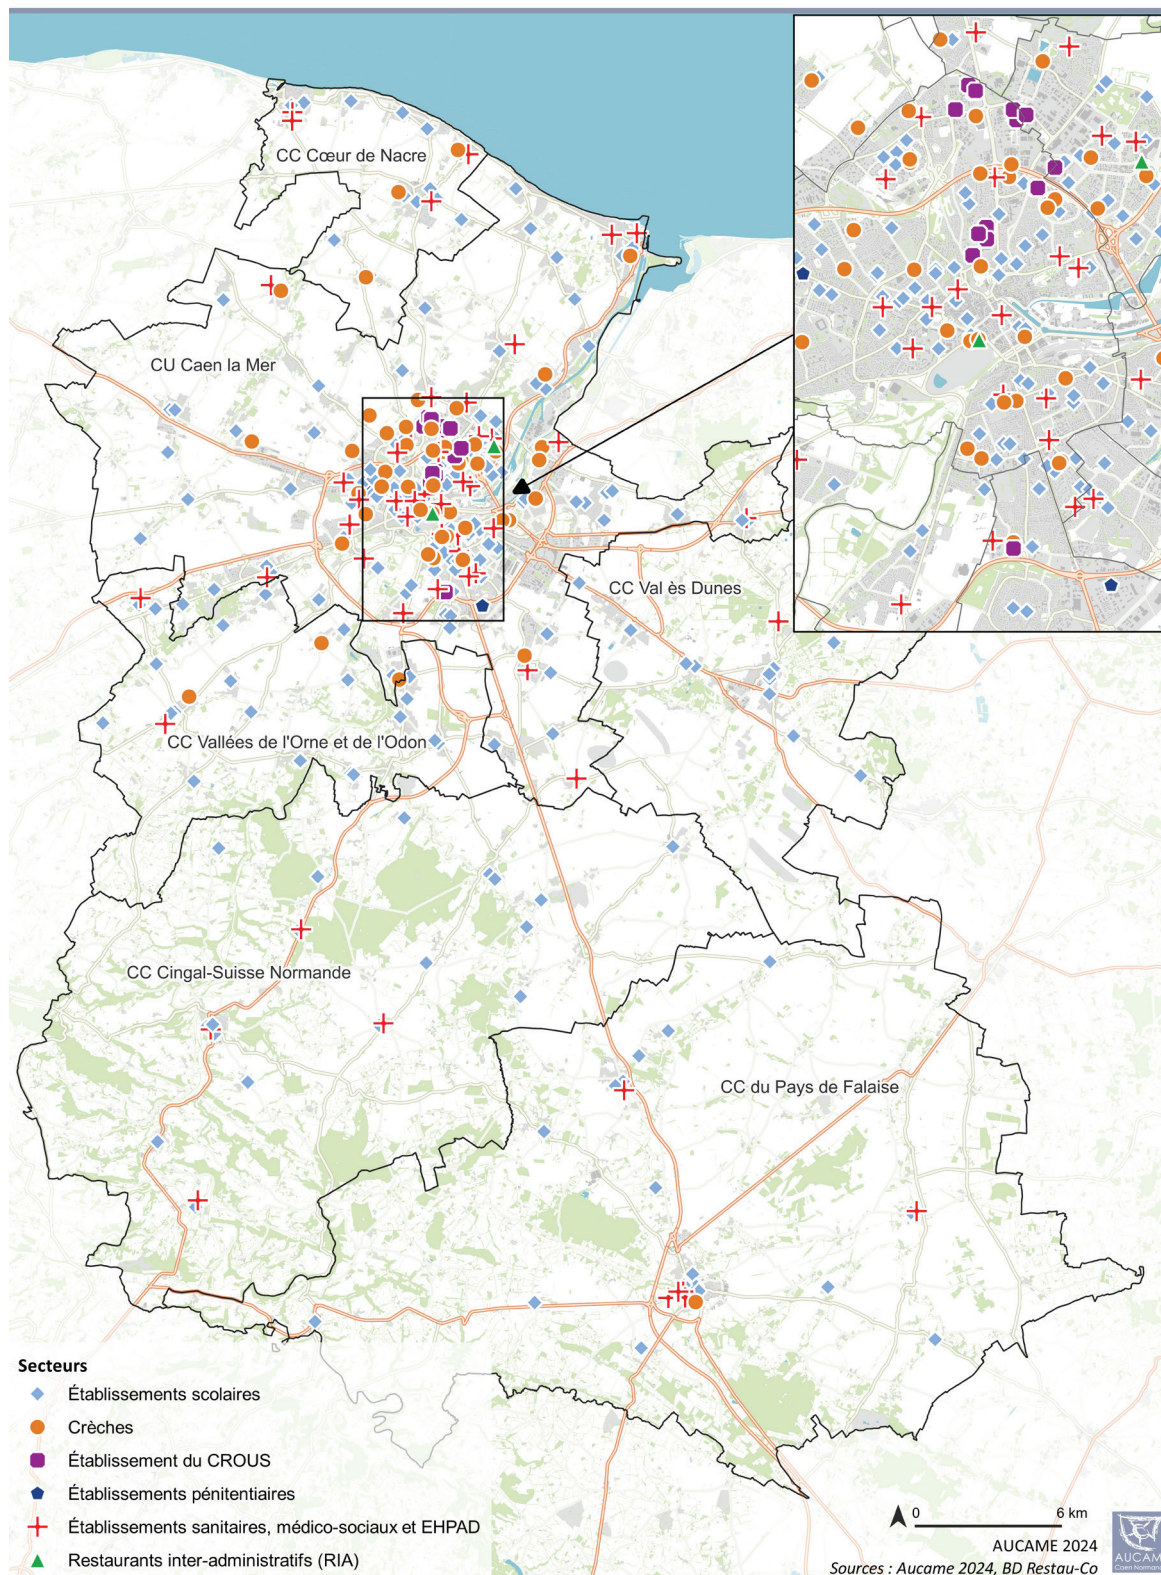 CC Cœur de Nacre
CU Caen la Mer
CC Val ès Dunes
CC Vallées de l'Orne et de l'Odon
CC Cingal-Suisse Normande
CC du Pays de Falaise
Secteurs
Établissements scolaires
Crèches
Établissement du CROUS
Établissements pénitentiaires
Établissements sanitaires, médico-sociaux et EHPAD
Restaurants inter-administratifs (RIA)
0 6 km
AUCAME 2024
Sources : Aucame 2024, BD Restau-Co
AUCAM
Caen Norman